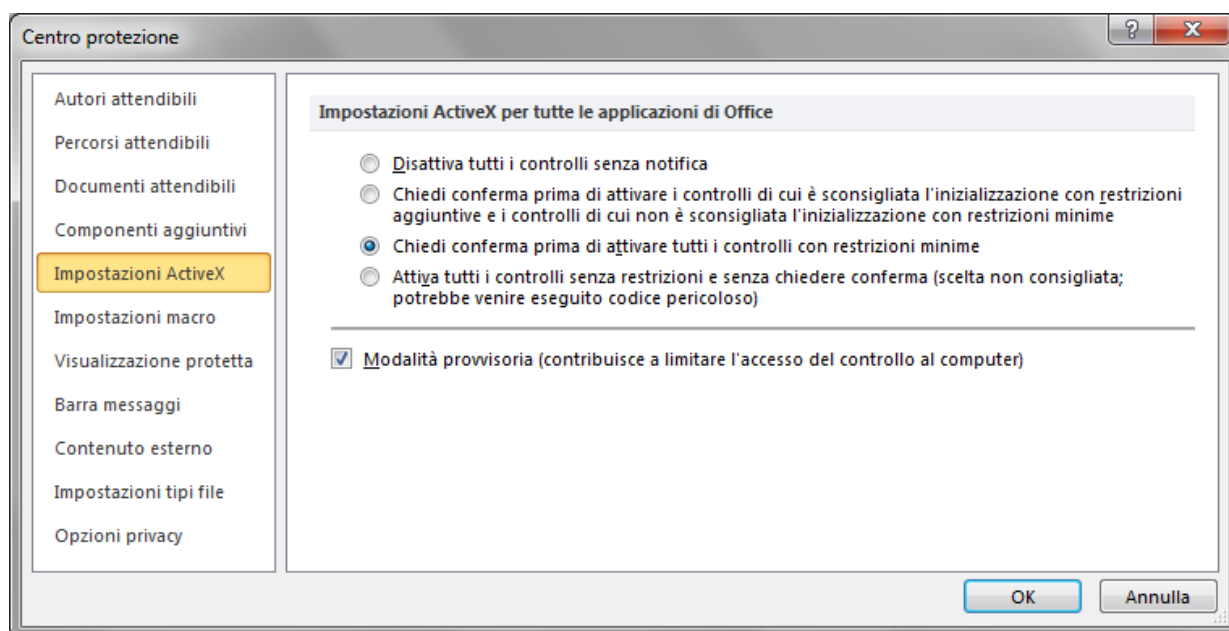 Centro protezione
?
Autori attendibili
Percorsi attendibili
Documenti attendibili
Componenti aggiuntivi
Impostazioni ActiveX
Impostazioni macro
Visualizzazione protetta
Barra messaggi
Contenuto esterno
Impostazioni tipi file
Opzioni privacy
Impostazioni ActiveX per tutte le applicazioni di Office
Disattiva tutti i controlli senza notifica
Chiedi conferma prima di attivare i controlli di cui è sconsigliata l'inizializzazione con restrizioni
aggiuntive e i controlli di cui non è sconsigliata l'inizializzazione con restrizioni minime
Chiedi conferma prima di attivare tutti i controlli con restrizioni minime
Attiva tutti i controlli senza restrizioni e senza chiedere conferma (scelta non consigliata;
potrebbe venire eseguito codice pericoloso)
Modalità provvisoria (contribuisce a limitare l'accesso del controllo al computer)
OK
Annulla